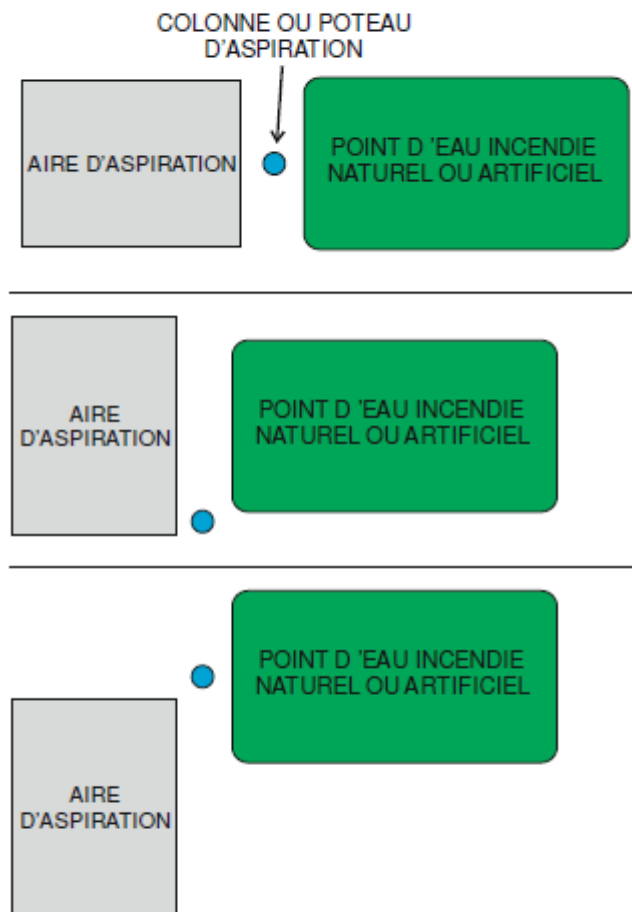 COLONNE OU POTEAU
D'ASPIRATION
AIRE D'ASPIRATION
POINT D 'EAU INCENDIE
NATUREL OU ARTIFICIEL
AIRE
D'ASPIRATION
POINT D 'EAU INCENDIE
NATUREL OU ARTIFICIEL
POINT D 'EAU INCENDIE
NATUREL OU ARTIFICIEL
AIRE
D'ASPIRATION